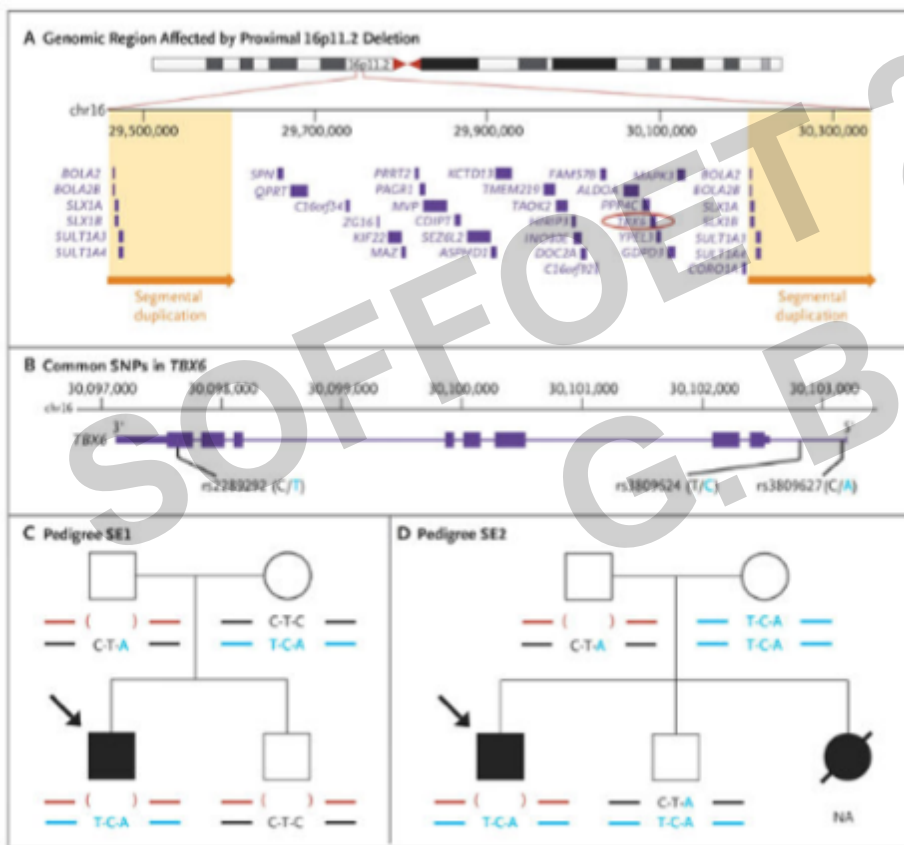 A Genomic Region Affected by Proximal 16p11.2 Deletion
16p11.2
chr16
29,500,000 29,700,000 29,900,000 30,100,000 30,300,000
BOLA2 SPN PRRT2 KCTD13 FAM57B MAPK3 BOLA2
BOLA2B QPRT PAGR1 TMEM219 ALDOA BOLA2B
SLX1A C16orf54 MVP CDIPT TAOK2 PPP4C SLX1A
SLX1B ZG16 HIRIP3 TBX6 SLX1B
SULT1A3 KIF22 SEZ6L2 INO80E YPEL3 SULT1A3
SULT1A4 MAZ ASPHD1 DOC2A GDPD3 SULT1A4
C16orf92 CORO1A
Segmental
duplication
Segmental
duplication
B Common SNPs in TBX6
30,097,000 30,098,000 30,099,000 30,100,000 30,101,000 30,102,000 30,103,000
chr16
3' 5'
TBX6
rs2289292 (C/T) rs3809624 (T/C) rs3809627 (C/A)
C Pedigree SE1
( ) C-T-C
C-T-A T-C-A
( ) ( )
T-C-A C-T-C
D Pedigree SE2
( ) T-C-A
C-T-A T-C-A
( ) C-T-A
T-C-A T-C-A
NA
SOFFOET
G.B